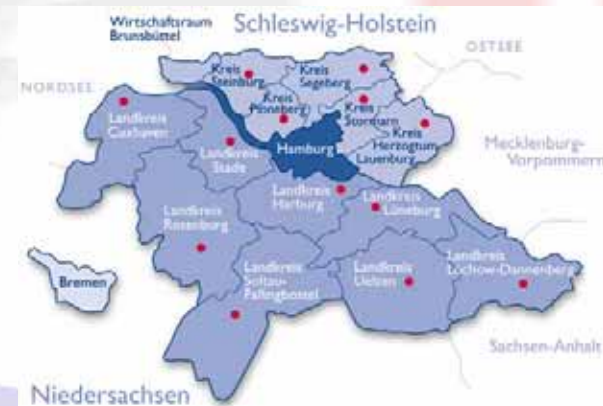 Wirtschaftsraum
Brunsbüttel
Schleswig-Holstein
OSTSEE
NORDSEE
Kreis
Steinburg
Kreis
Segeberg
Kreis
Pinneberg
Kreis
Stormarn
Kreis
Herzogtum
Lauenburg
Landkreis
Cuxhaven
Landkreis
Stade
Hamburg
Mecklenburg-
Vorpommern
Landkreis
Harburg
Landkreis
Lüneburg
Landkreis
Rotenburg
Bremen
Landkreis
Soltau-
Fallingbostel
Landkreis
Uelzen
Landkreis
Lüchow-Dannenberg
Sachsen-Anhalt
Niedersachsen